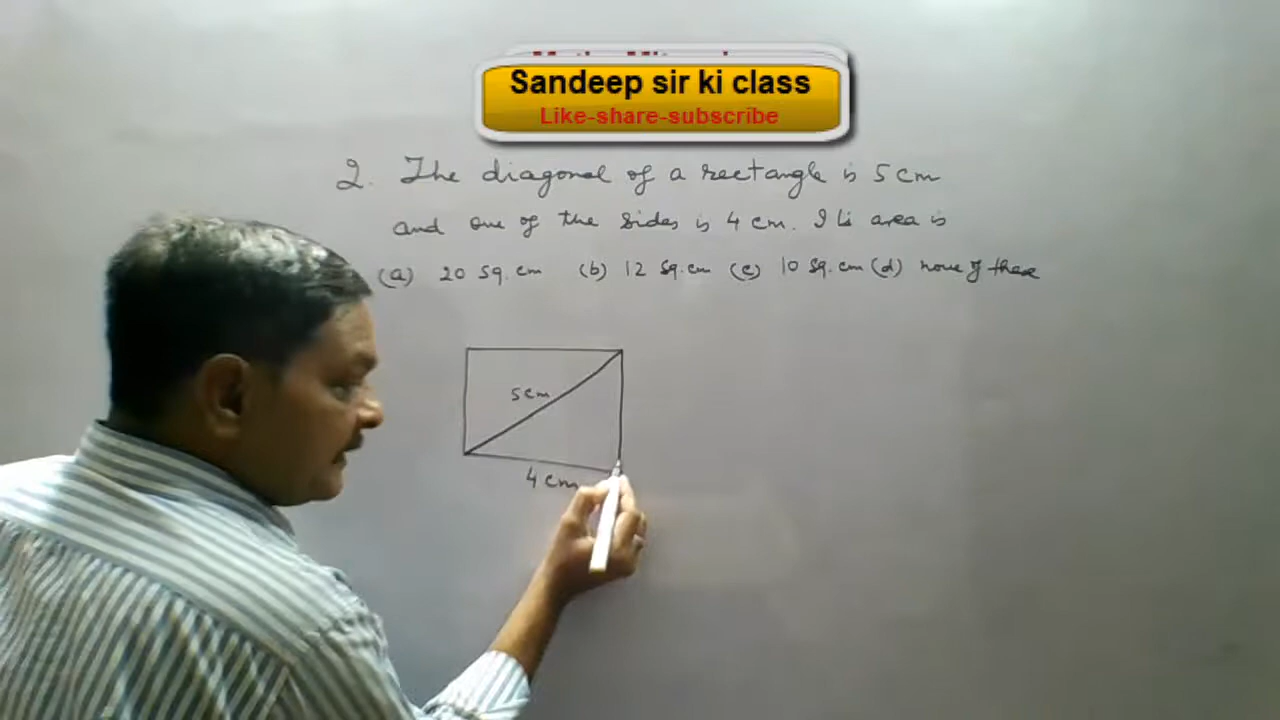 Sandeep sir ki class
Like-share-subscribe
2. The diagonal of a rectangle is 5 cm
and one of the sides is 4 cm. Its area is
(a) 20 sq. cm (b) 12 sq. cm (c) 10 sq. cm (d) none of these
5 cm
4 cm